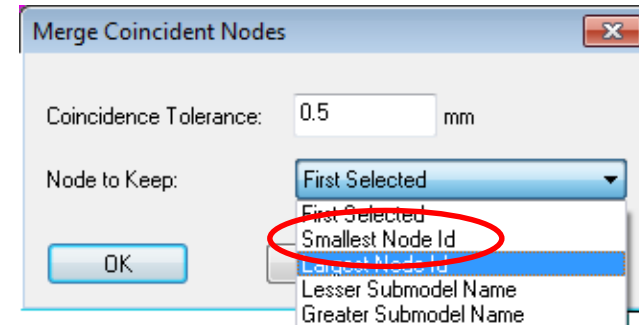 Merge Coincident Nodes
Coincidence Tolerance: 0.5 mm
Node to Keep: First Selected
First Selected
Smallest Node Id
Largest Node Id
Lesser Submodel Name
Greater Submodel Name
OK